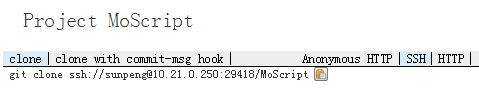 Project MoScript
clone | clone with commit-msg hook | Anonymous HTTP | SSH | HTTP |
git clone ssh://sunpeng@10.21.0.250:29418/MoScript